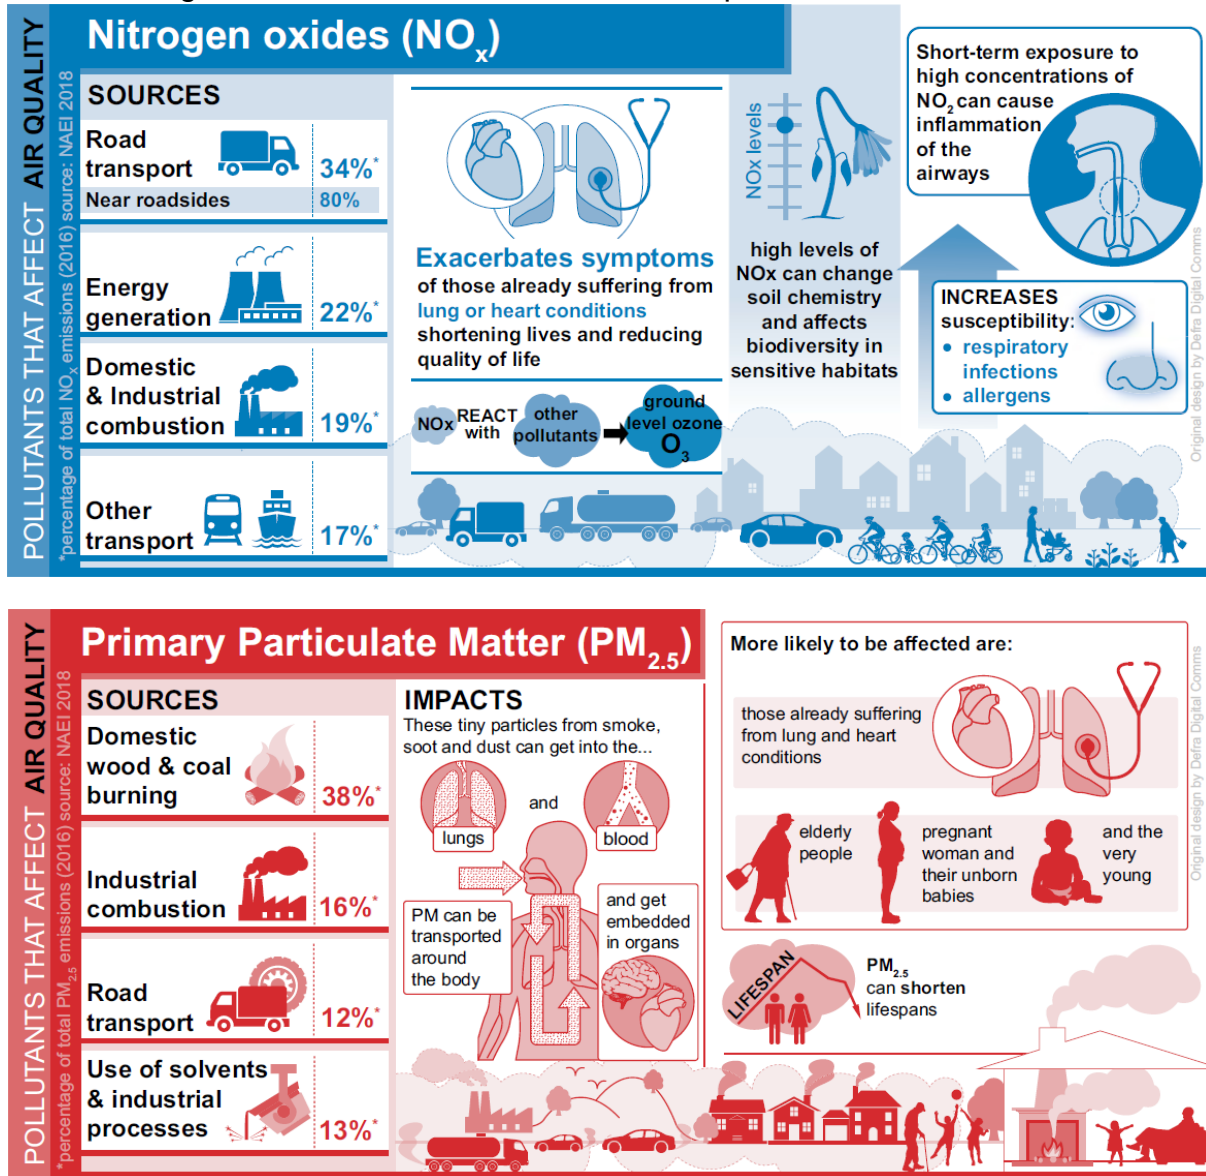 Nitrogen oxides (NOx)
POLLUTANTS THAT AFFECT AIR QUALITY
*percentage of total NOx emissions (2016) source: NAEI 2018
SOURCES
Road
transport
34%*
Near roadsides 80%
Energy
generation
22%*
Domestic
& Industrial
combustion
19%*
Other
transport
17%*
Exacerbates symptoms
of those already suffering from
lung or heart conditions
shortening lives and reducing
quality of life
NOx REACT with other pollutants ground level ozone O3
NOx levels
high levels of
NOx can change
soil chemistry
and affects
biodiversity in
sensitive habitats
Short-term exposure to
high concentrations of
NO2 can cause
inflammation
of the
airways
INCREASES
susceptibility:
• respiratory
infections
• allergens
Original design by Defra Digital Comms
Primary Particulate Matter (PM2.5)
POLLUTANTS THAT AFFECT AIR QUALITY
*percentage of total PM2.5 emissions (2016) source: NAEI 2018
SOURCES
Domestic
wood & coal
burning
38%*
Industrial
combustion
16%*
Road
transport
12%*
Use of solvents
& industrial
processes
13%*
IMPACTS
These tiny particles from smoke,
soot and dust can get into the...
lungs
and
blood
PM can be
transported
around
the body
and get
embedded
in organs
More likely to be affected are:
those already suffering
from lung and heart
conditions
elderly
people
pregnant
woman and
their unborn
babies
and the
very
young
LIFESPAN
PM2.5
can shorten
lifespans
Original design by Defra Digital Comms